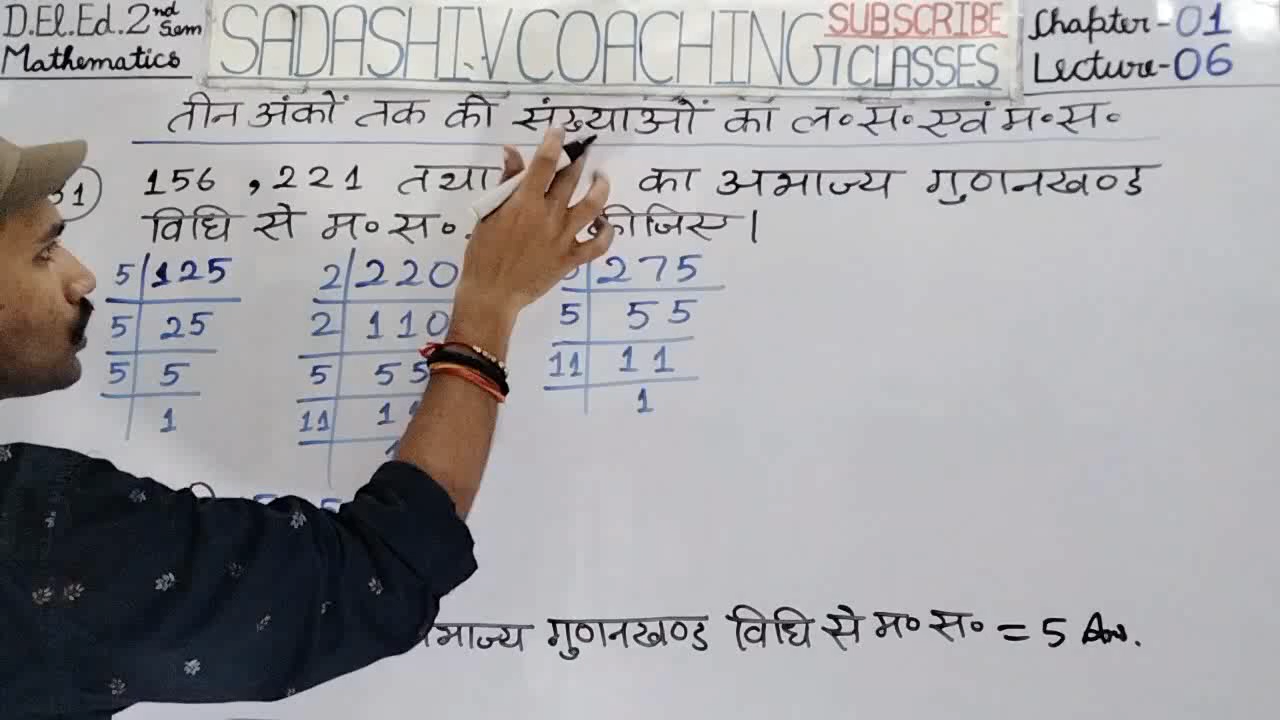 D.El.Ed. 2nd Sem
Mathematics
SADASHIV COACHING CLASSES
SUBSCRIBE
Chapter-01
Lecture-06
तीन अंकों तक की संख्याओं का ल॰स॰ एवं म॰स॰
156 , 221 तथा का अभाज्य गुणनखण्ड
विधि से म॰ स॰ कीजिए।
5 125
5 25
5 5
1
2 220
2 110
5 55
11
275
5 55
11 11
1
गुणनखण्ड विधि से म॰ स॰ = 5 Ans.